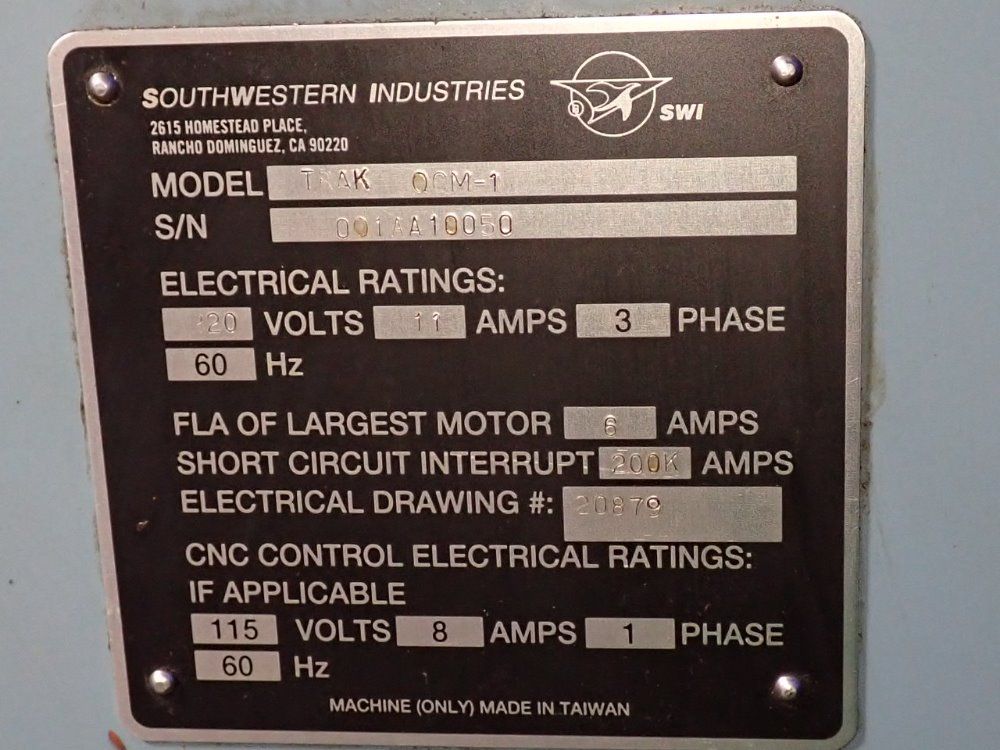 SOUTHWESTERN INDUSTRIES
® SWI
2615 HOMESTEAD PLACE,
RANCHO DOMINGUEZ, CA 90220
MODEL TRAK QCM-1
S/N 001AA10050
ELECTRICAL RATINGS:
VOLTS 11 AMPS 3 PHASE
60 Hz
FLA OF LARGEST MOTOR 6 AMPS
SHORT CIRCUIT INTERRUPT 200K AMPS
ELECTRICAL DRAWING #: 20879
CNC CONTROL ELECTRICAL RATINGS:
IF APPLICABLE
115 VOLTS 8 AMPS 1 PHASE
60 Hz
MACHINE (ONLY) MADE IN TAIWAN